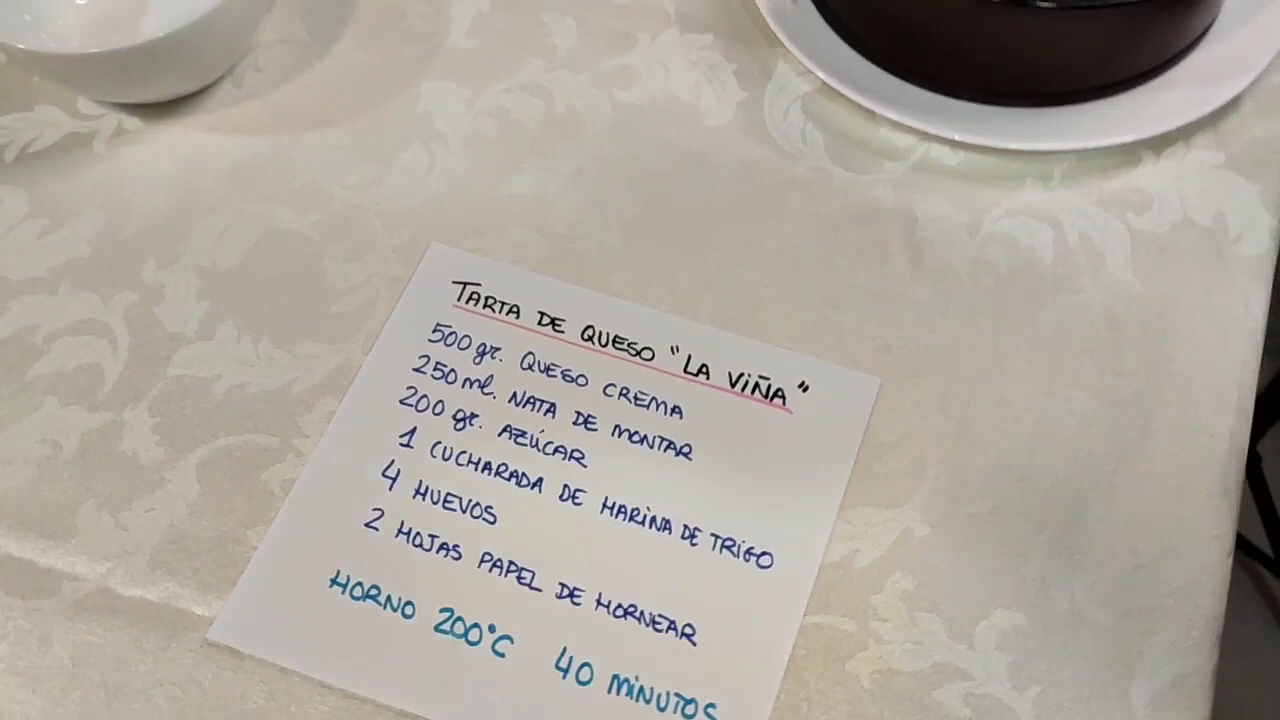 TARTA DE QUESO "LA VIÑA"
500 gr. QUESO CREMA
250 ml. NATA DE MONTAR
200 gr. AZÚCAR
1 CUCHARADA DE HARINA DE TRIGO
4 HUEVOS
2 HOJAS PAPEL DE HORNEAR
HORNO 200°C 40 MINUTOS